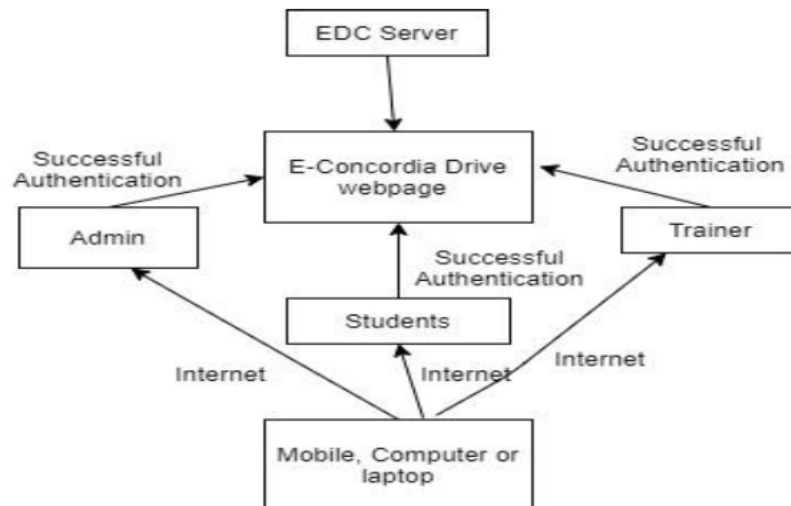 EDC Server
Successful
Authentication
E-Concordia Drive
webpage
Successful
Authentication
Admin
Trainer
Successful
Authentication
Students
Internet
Internet
Internet
Mobile, Computer or
laptop